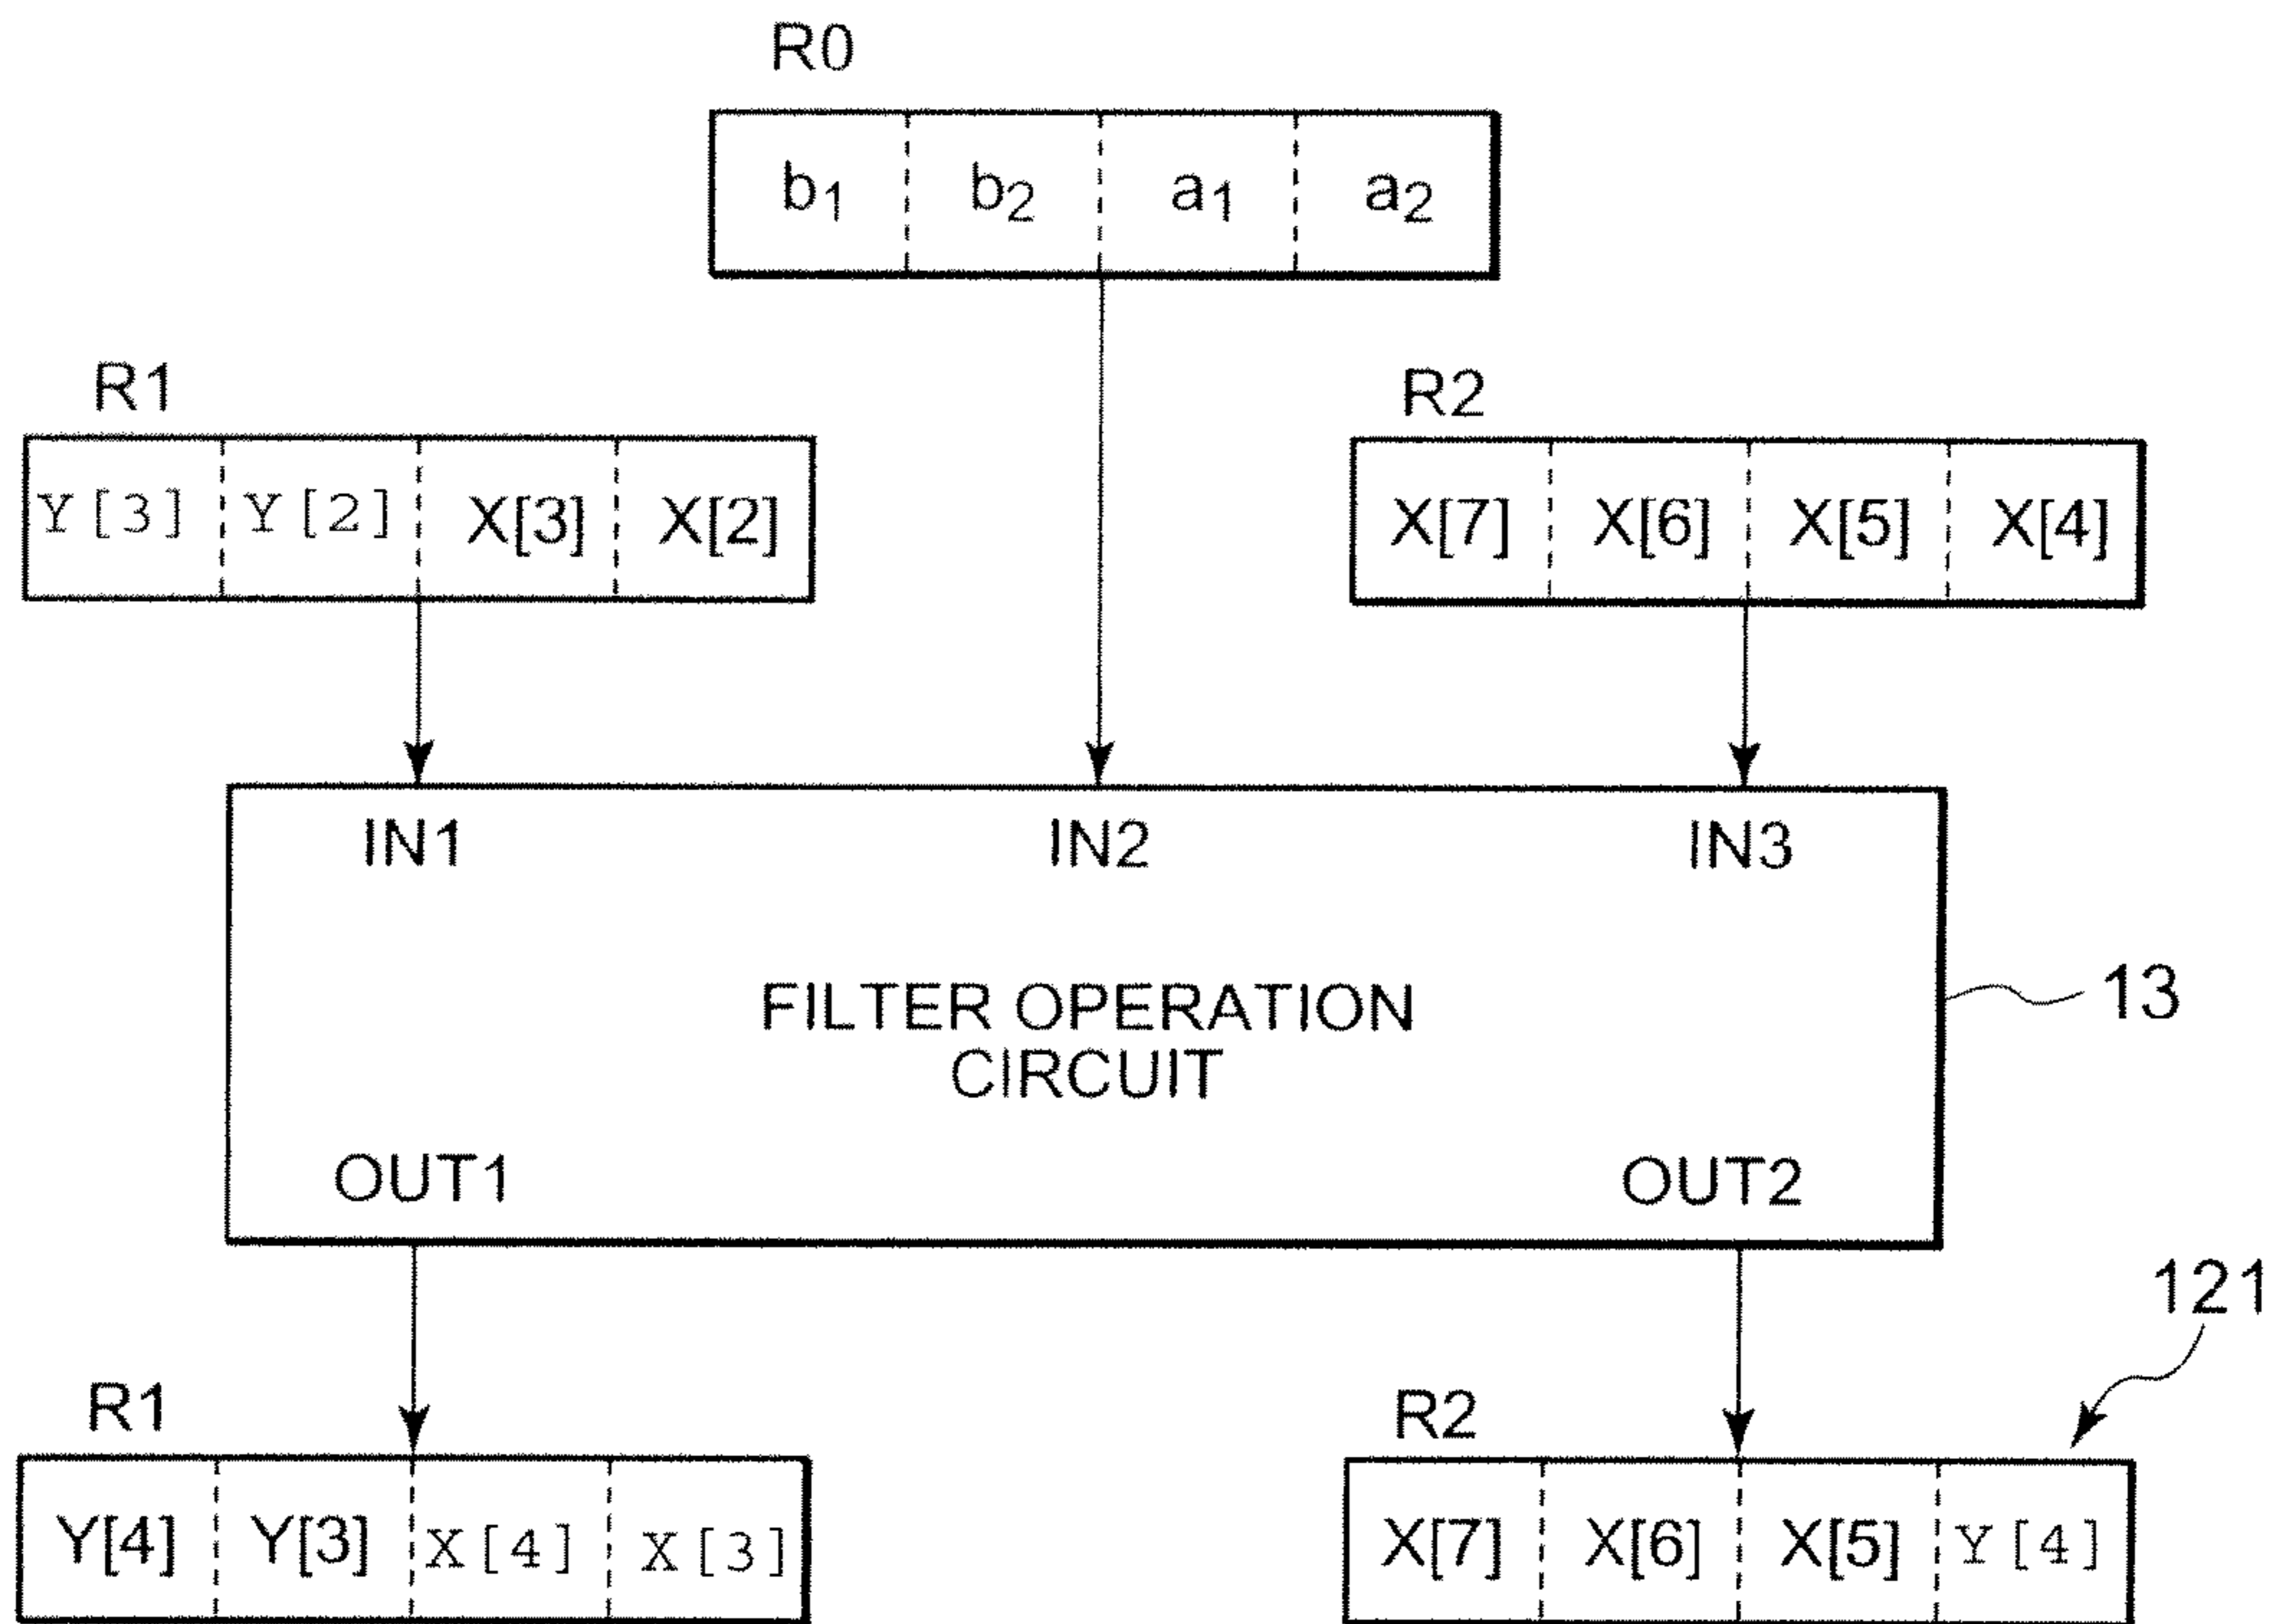 R0
b1 b2 a1 a2
R1
R2
Y[3] Y[2] X[3] X[2]
X[7] X[6] X[5] X[4]
IN1 IN2 IN3
FILTER OPERATION
CIRCUIT
13
OUT1 OUT2
121
R1
R2
Y[4] Y[3] X[4] X[3]
X[7] X[6] X[5] Y[4]